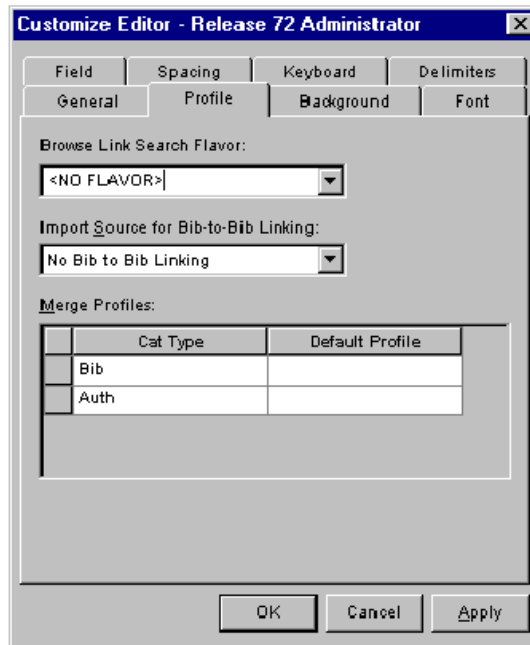 Customize Editor - Release 72 Administrator
Field Spacing Keyboard Delimiters
General Profile Background Font
Browse Link Search Flavor:
<NO FLAVOR>
Import Source for Bib-to-Bib Linking:
No Bib to Bib Linking
Merge Profiles:
Cat Type Default Profile
Bib
Auth
OK Cancel Apply